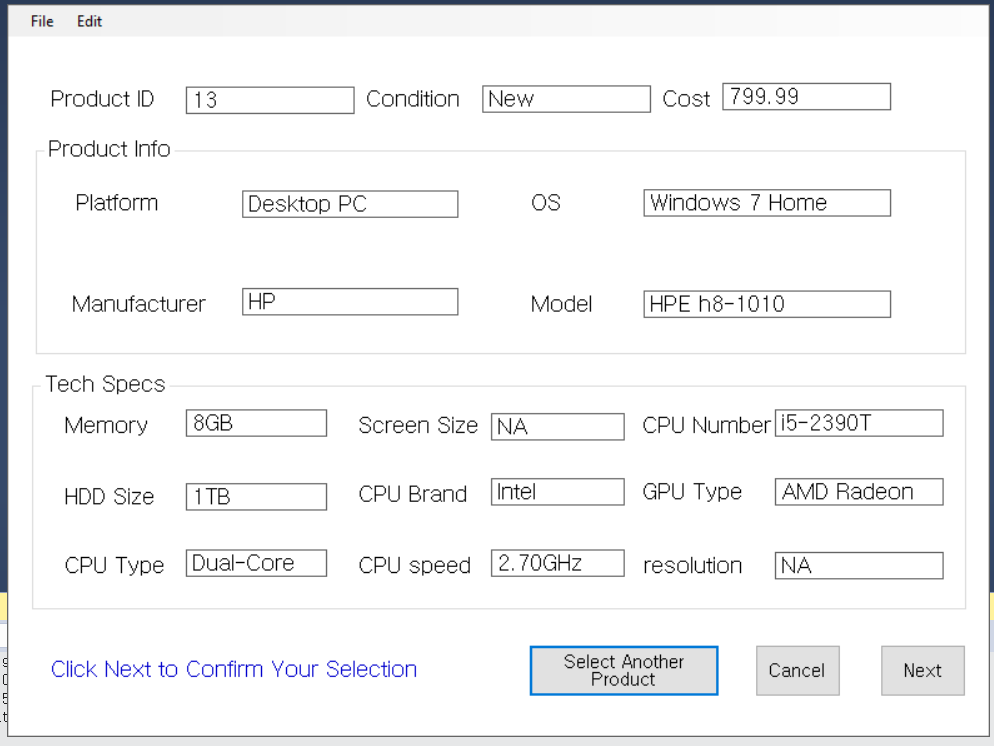 File Edit
Product ID 13 Condition New Cost 799.99
Product Info
Platform Desktop PC OS Windows 7 Home
Manufacturer HP Model HPE h8-1010
Tech Specs
Memory 8GB Screen Size NA CPU Number i5-2390T
HDD Size 1TB CPU Brand Intel GPU Type AMD Radeon
CPU Type Dual-Core CPU speed 2.70GHz resolution NA
Click Next to Confirm Your Selection
Select Another
Product
Cancel
Next